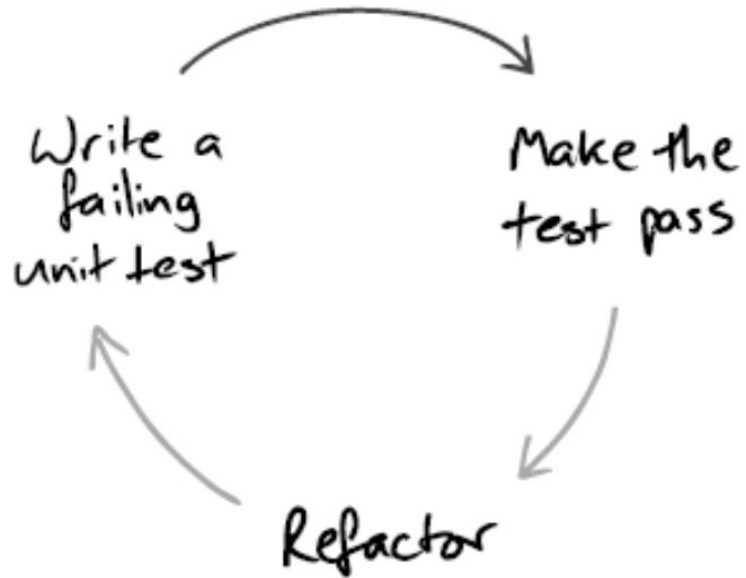 Write a
failing
unit test
Make the
test pass
Refactor